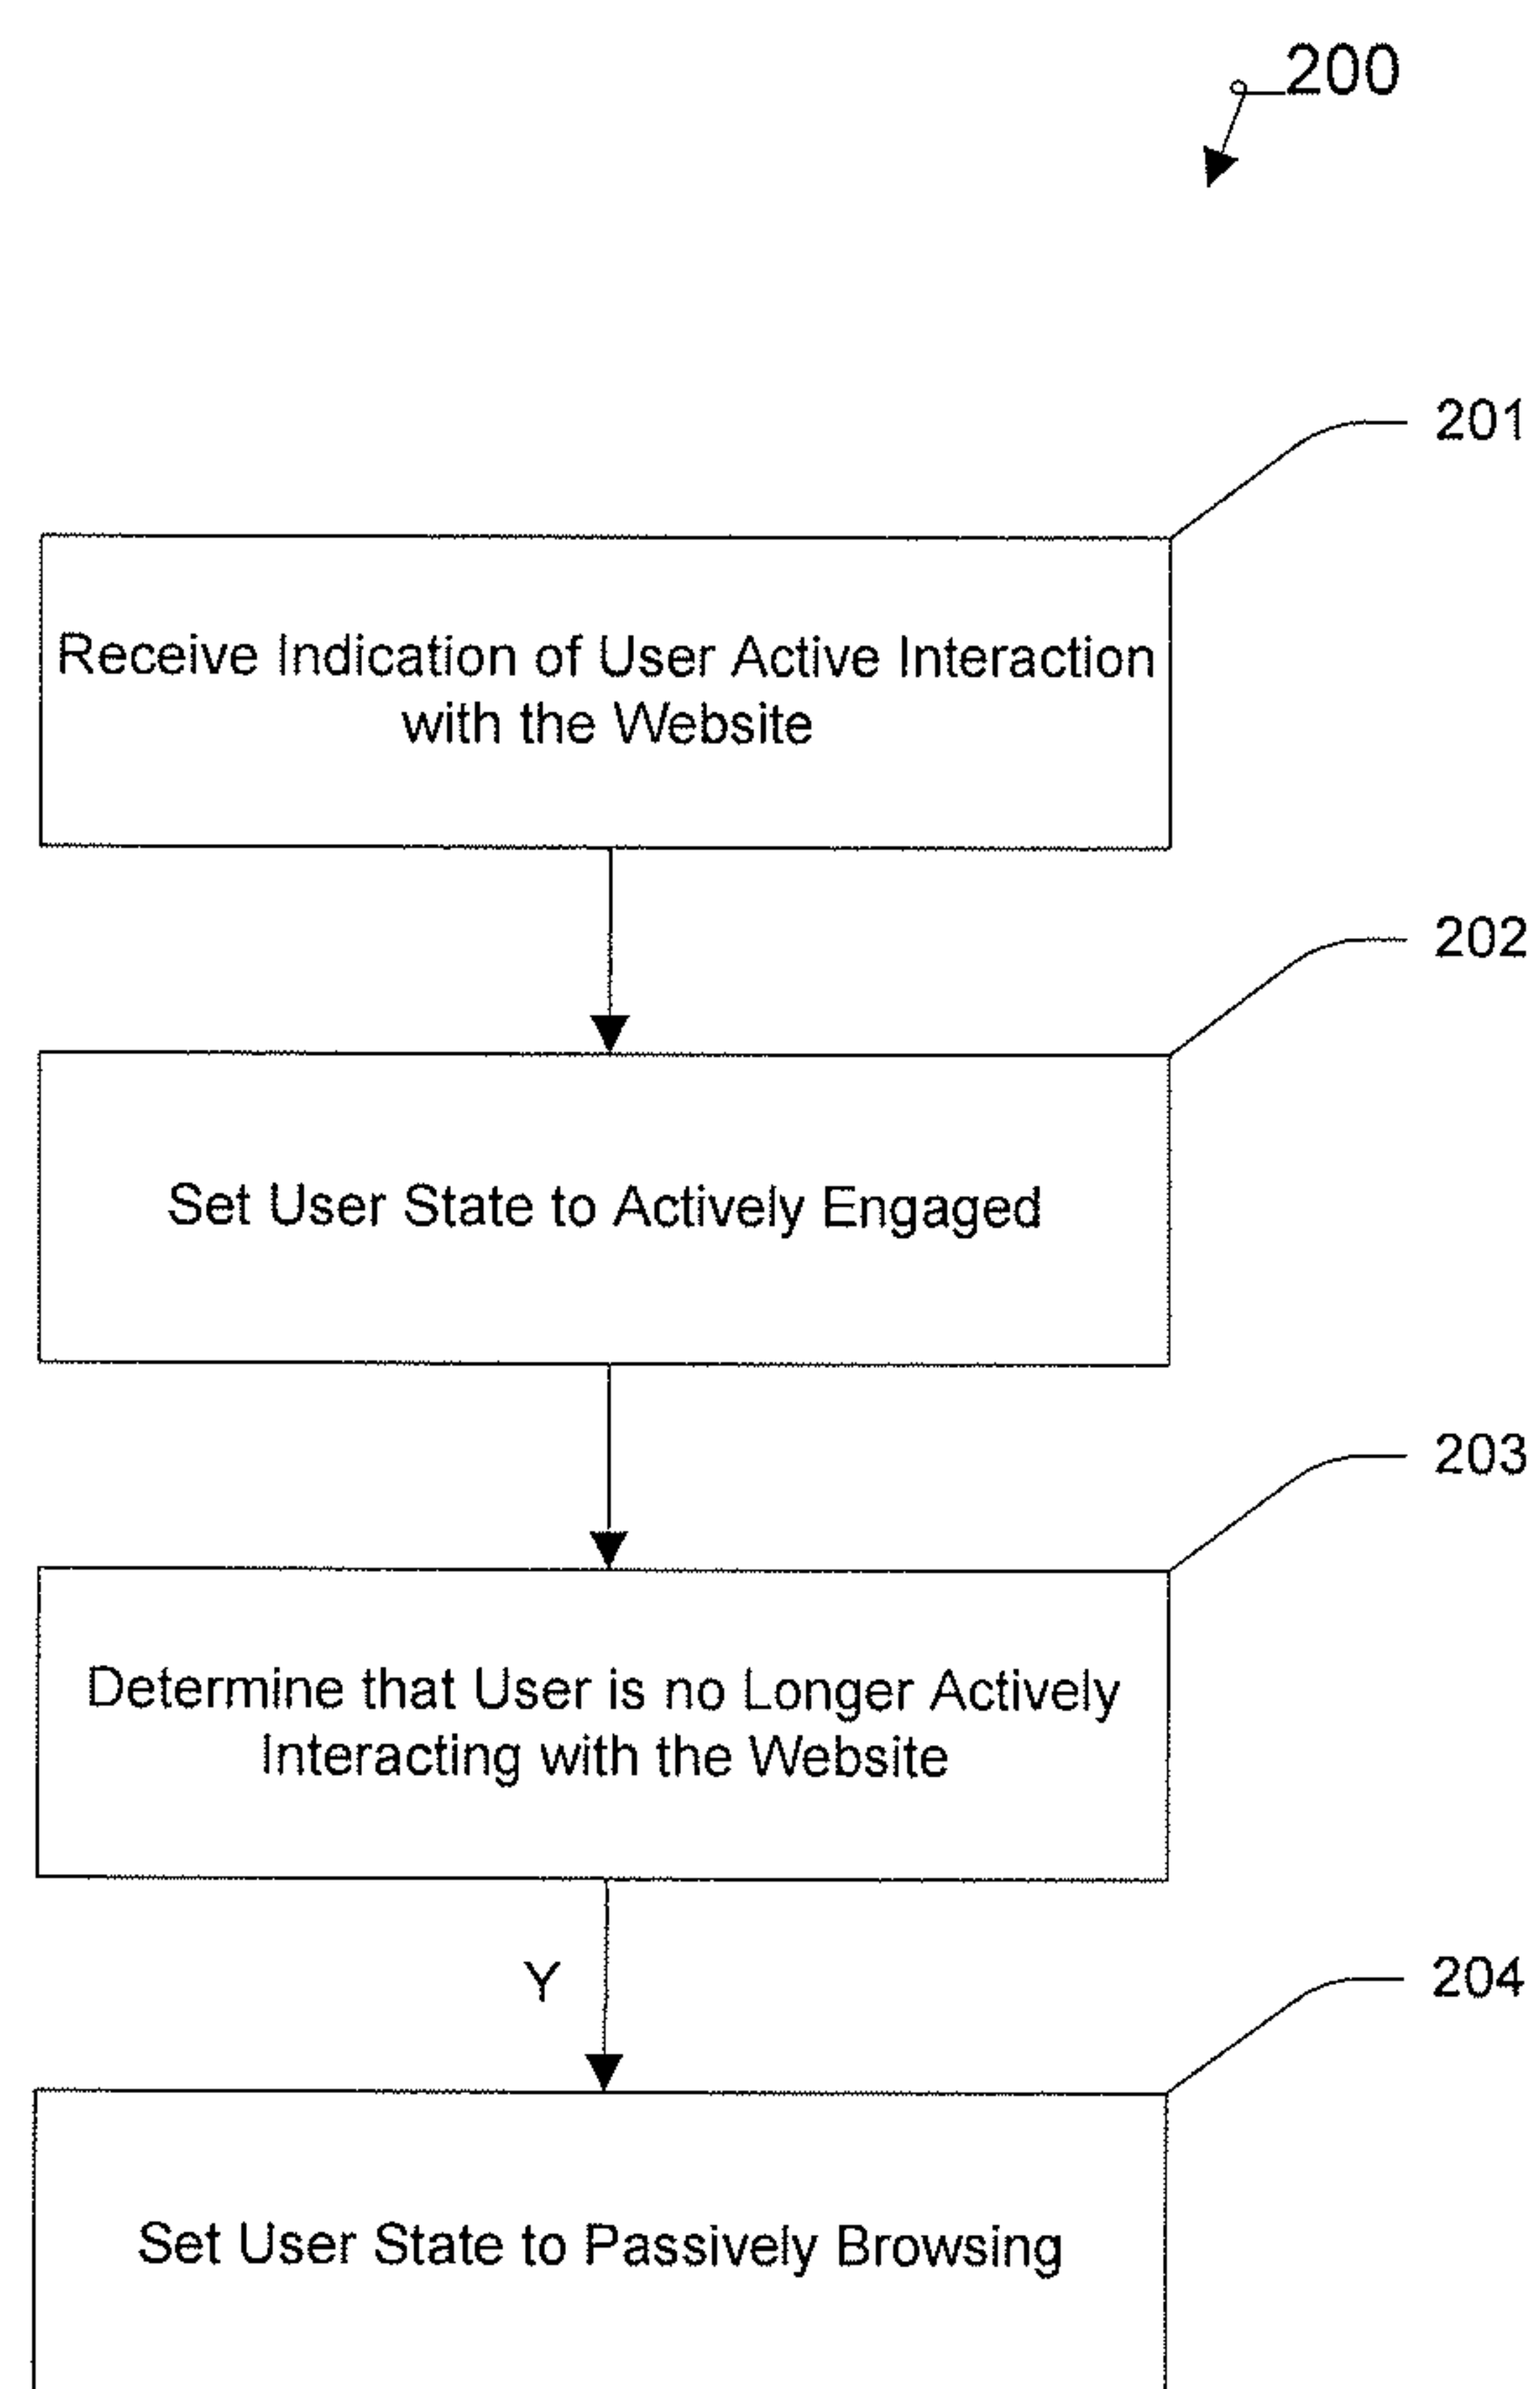 200
201
Receive Indication of User Active Interaction
with the Website
202
Set User State to Actively Engaged
203
Determine that User is no Longer Actively
Interacting with the Website
Y
204
Set User State to Passively Browsing